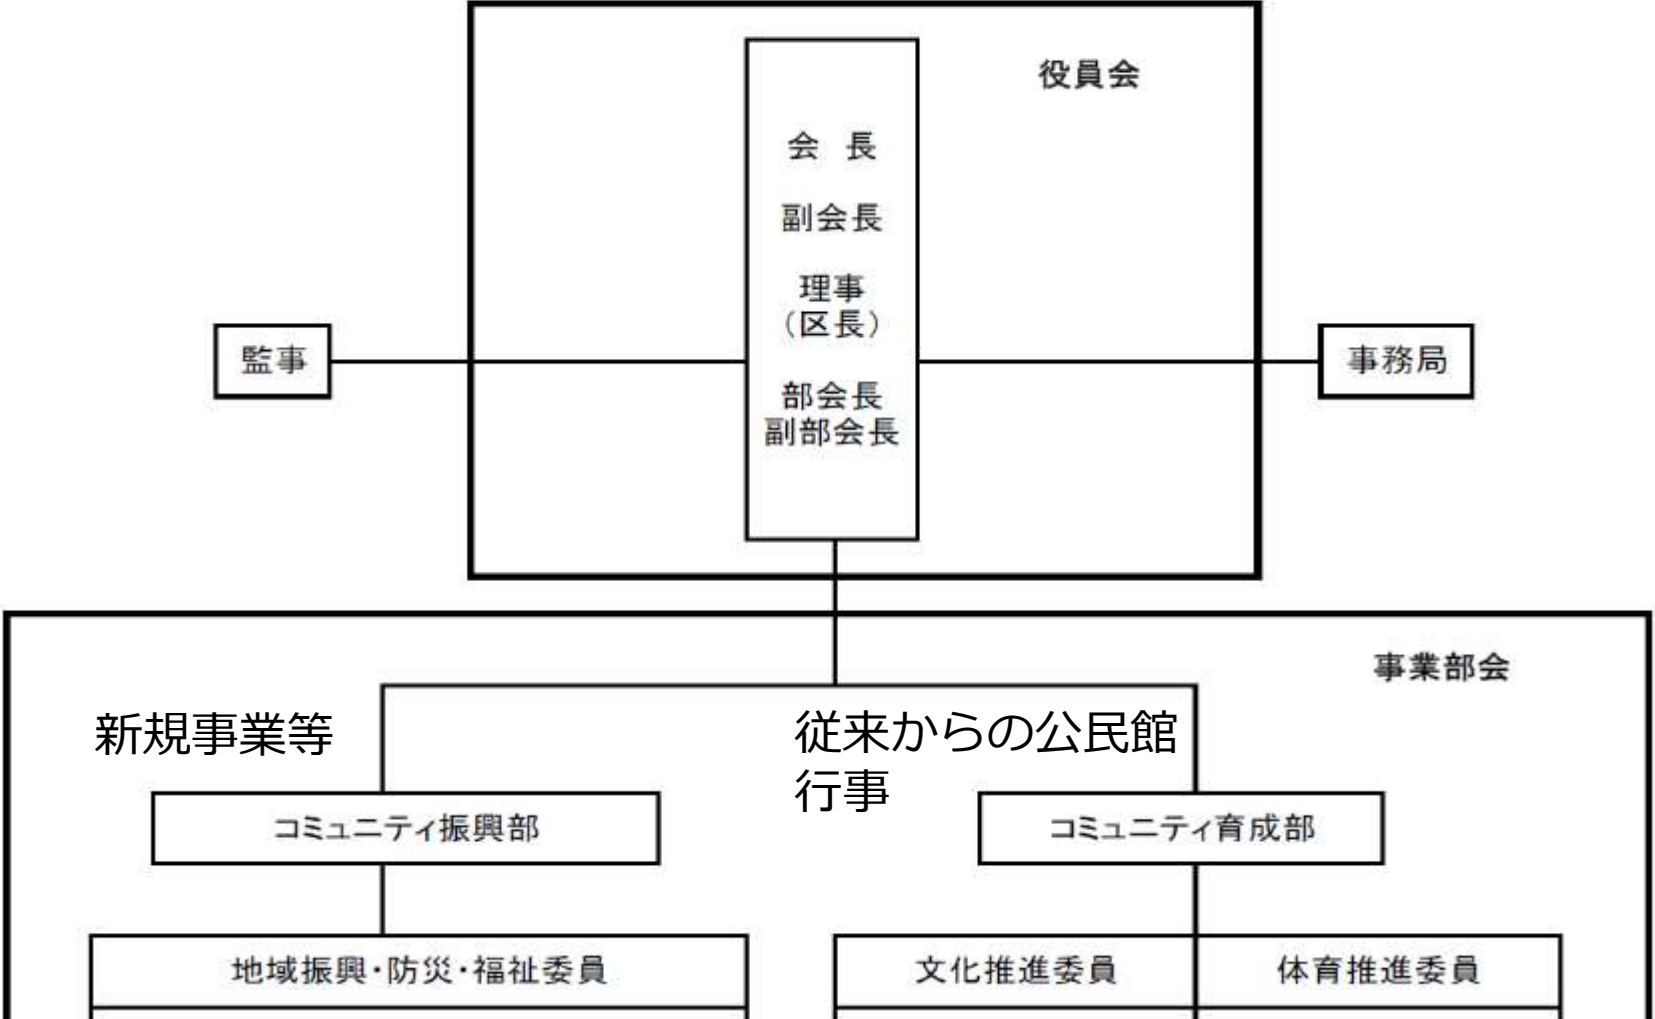 役員会
会 長
副会長
理事
（区長）
部会長
副部会長
監事
事務局
事業部会
新規事業等
従来からの公民館
行事
コミュニティ振興部
コミュニティ育成部
地域振興・防災・福祉委員
文化推進委員
体育推進委員